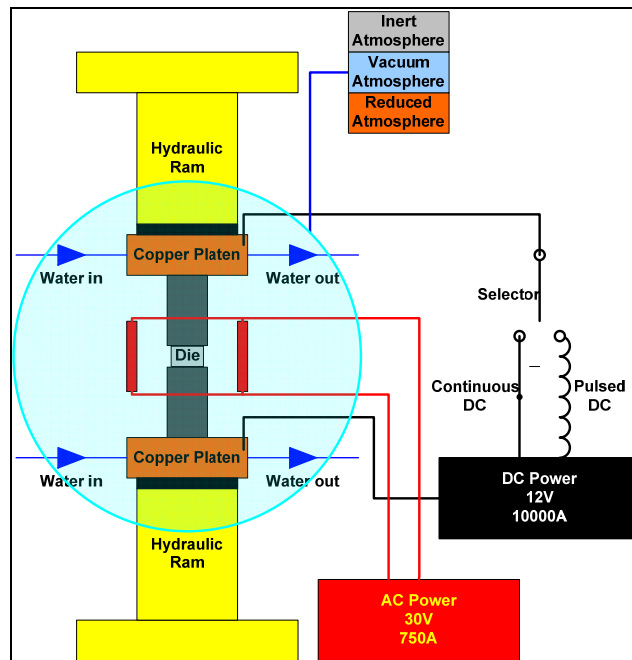 Inert
Atmosphere
Vacuum
Atmosphere
Reduced
Atmosphere
Hydraulic
Ram
Copper Platen
Water in
Water out
Selector
Die
Continuous
DC
Pulsed
DC
Copper Platen
Water in
Water out
DC Power
12V
10000A
Hydraulic
Ram
AC Power
30V
750A